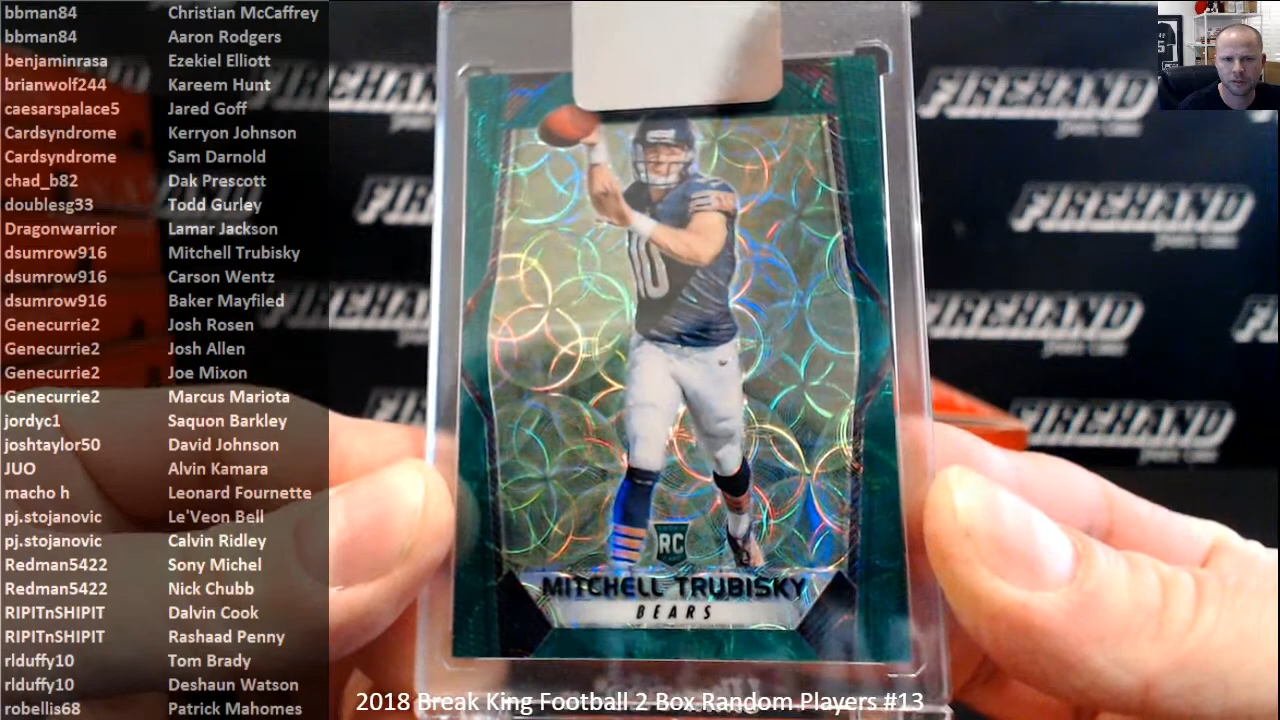 bbman84 Christian McCaffrey
bbman84 Aaron Rodgers
benjaminrasa Ezekiel Elliott
brianwolf244 Kareem Hunt
caesarspalace5 Jared Goff
Cardsyndrome Kerryon Johnson
Cardsyndrome Sam Darnold
chad_b82 Dak Prescott
doublesg33 Todd Gurley
Dragonwarrior Lamar Jackson
dsumrow916 Mitchell Trubisky
dsumrow916 Carson Wentz
dsumrow916 Baker Mayfiled
Genecurrie2 Josh Rosen
Genecurrie2 Josh Allen
Genecurrie2 Joe Mixon
Genecurrie2 Marcus Mariota
jordyc1 Saquon Barkley
joshtaylor50 David Johnson
JUO Alvin Kamara
macho h Leonard Fournette
pj.stojanovic Le'Veon Bell
pj.stojanovic Calvin Ridley
Redman5422 Sony Michel
Redman5422 Nick Chubb
RIPITnSHIPIT Dalvin Cook
RIPITnSHIPIT Rashaad Penny
rlduffy10 Tom Brady
rlduffy10 Deshaun Watson
robellis68 Patrick Mahomes
FIREHAND
FIREHAND
FIREHAND
FIREHAND
10
RC
MITCHELL TRUBISKY
BEARS
2018 Break King Football 2 Box Random Players #13